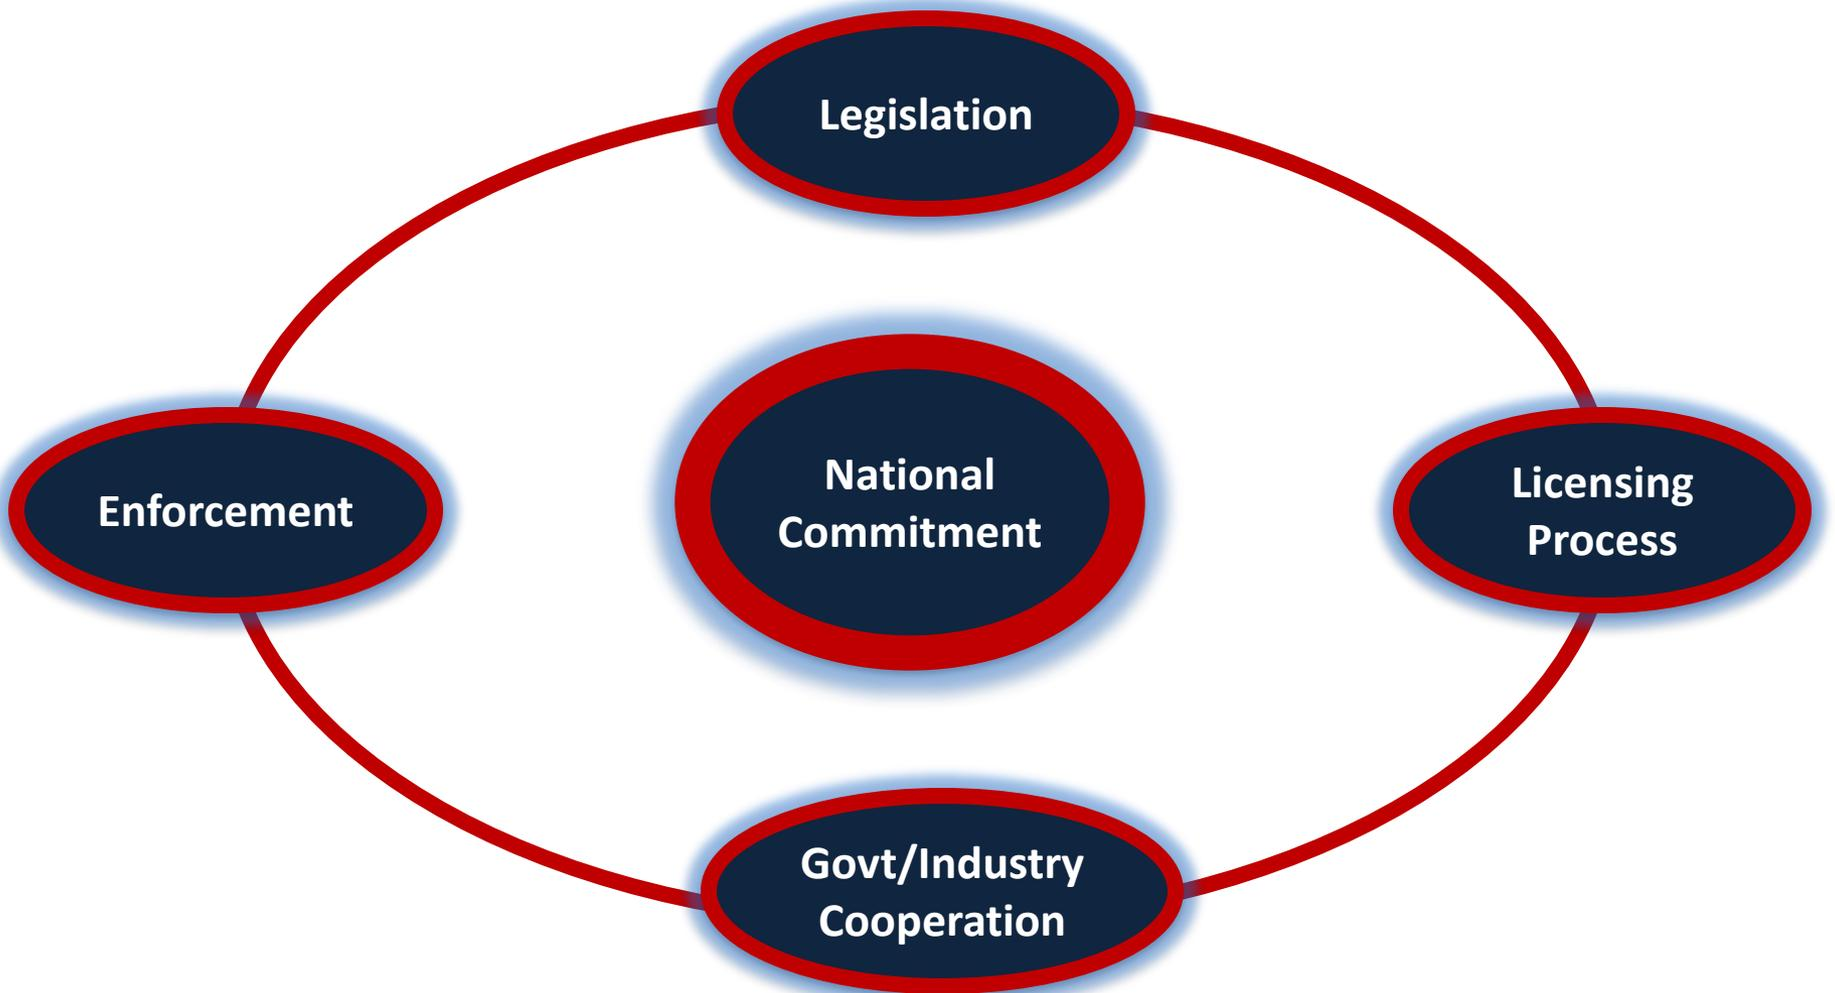 Legislation
National
Commitment
Enforcement
Licensing
Process
Govt/Industry
Cooperation